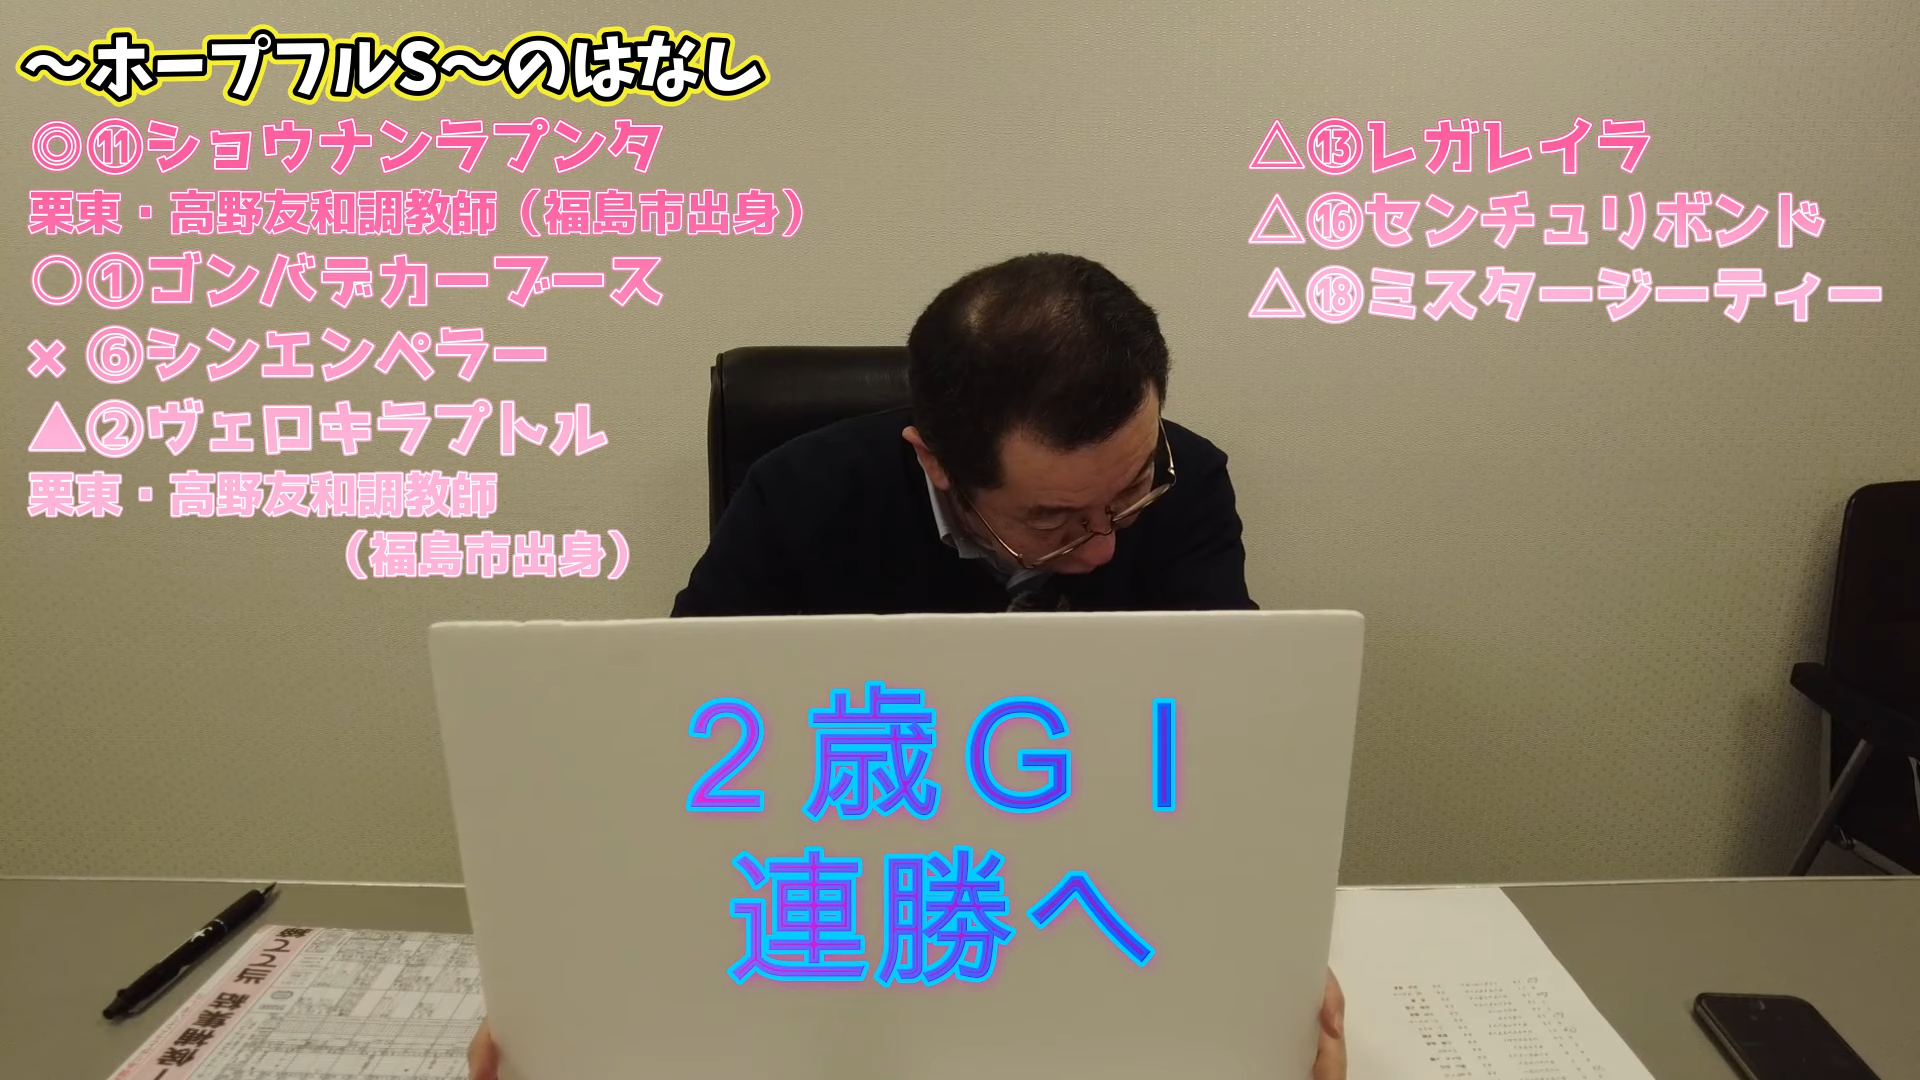 ～ホープフルS～のはなし
◎⑪ショウナンラプンタ
栗東・高野友和調教師（福島市出身）
○①ゴンバデカーブース
× ⑥シンエンペラー
▲②ヴェロキラプトル
栗東・高野友和調教師
（福島市出身）
△⑬レガレイラ
△⑯センチュリボンド
△⑱ミスタージーティー
２歳ＧⅠ
連勝へ